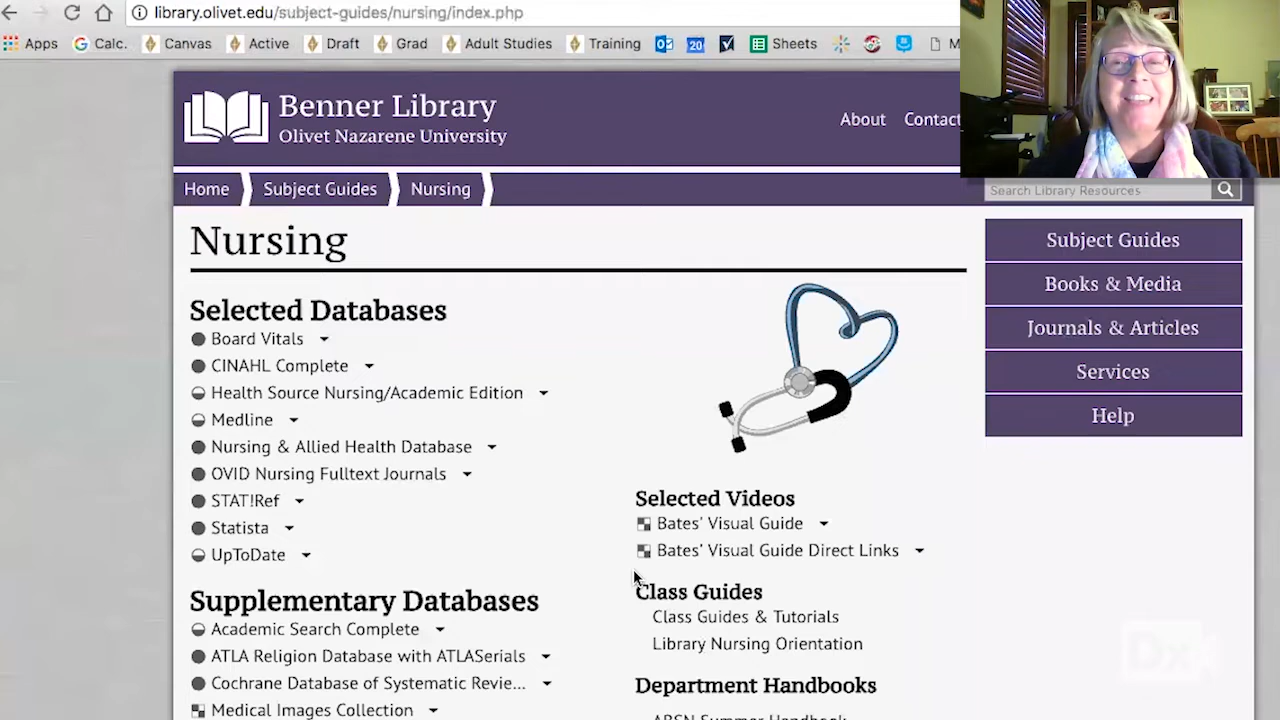 library.olivet.edu/subject-guides/nursing/index.php
Apps Calc. Canvas Active Draft Grad Adult Studies Training 20 Sheets M
Benner Library
Olivet Nazarene University
About Contact
Home Subject Guides Nursing
Search Library Resources
Nursing
Subject Guides
Books & Media
Journals & Articles
Services
Help
Selected Databases
Board Vitals
CINAHL Complete
Health Source Nursing/Academic Edition
Medline
Nursing & Allied Health Database
OVID Nursing Fulltext Journals
STAT!Ref
Statista
UpToDate
Supplementary Databases
Academic Search Complete
ATLA Religion Database with ATLASerials
Cochrane Database of Systematic Revie...
Medical Images Collection
Selected Videos
Bates' Visual Guide
Bates' Visual Guide Direct Links
Class Guides
Class Guides & Tutorials
Library Nursing Orientation
Department Handbooks
ABSN Summer Handbook